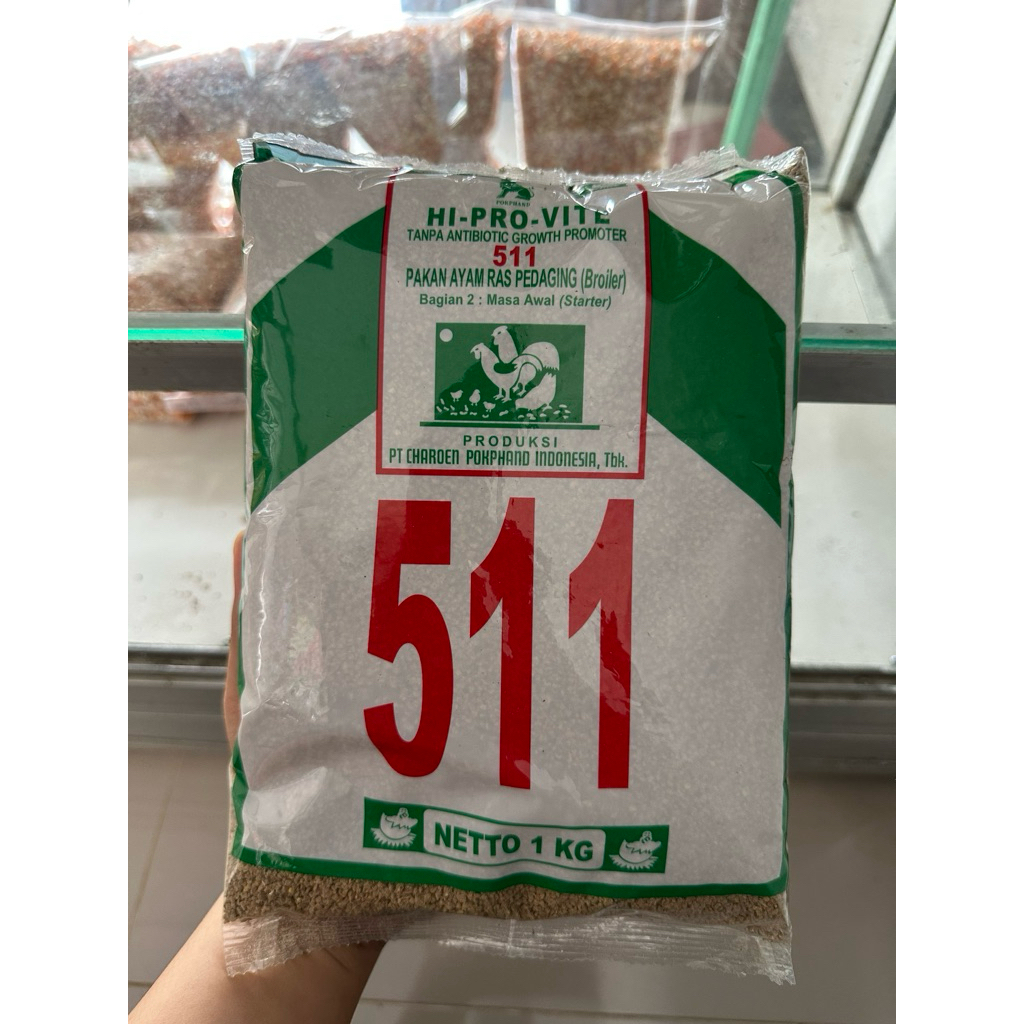 POKPHAND
HI-PRO-VITE
TANPA ANTIBIOTIC GROWTH PROMOTER
511
PAKAN AYAM RAS PEDAGING (Broiler)
Bagian 2 : Masa Awal (Starter)
PRODUKSI
PT CHAROEN POKPHAND INDONESIA, Tbk.
511
NETTO 1 KG